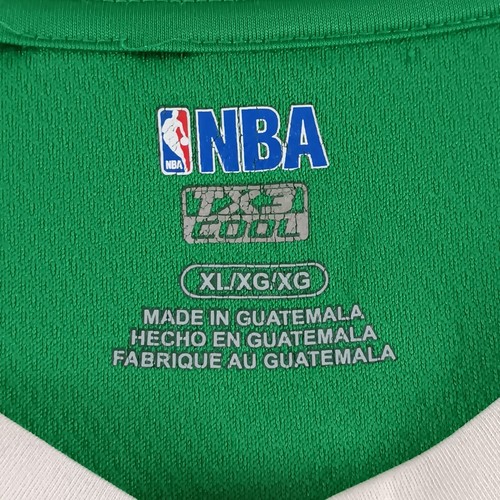 NBA NBA
TX3
COOL
XL/XG/XG
MADE IN GUATEMALA
HECHO EN GUATEMALA
FABRIQUE AU GUATEMALA